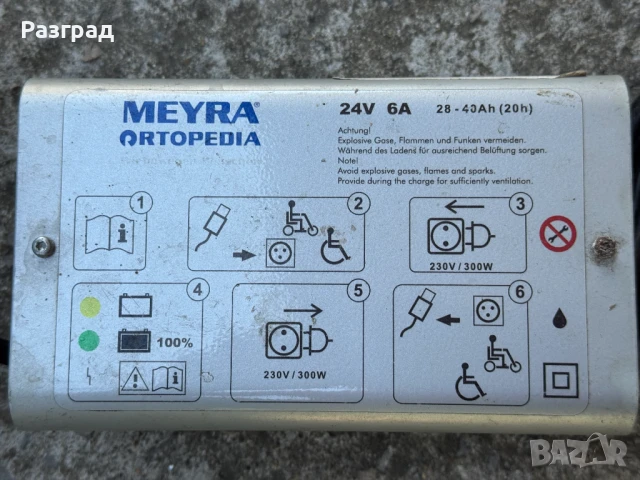 Разград
MEYRA®
ORTOPEDIA
24V 6A 28 - 40Ah (20h)
Achtung!
Explosive Gase, Flammen und Funken vermeiden.
Während des Ladens für ausreichend Belüftung sorgen.
Note!
Avoid explosive gases, flames and sparks.
Provide during the charge for sufficiently ventilation.
1
2
3
230V / 300W
4
100%
5
230V / 300W
6
BAZAR